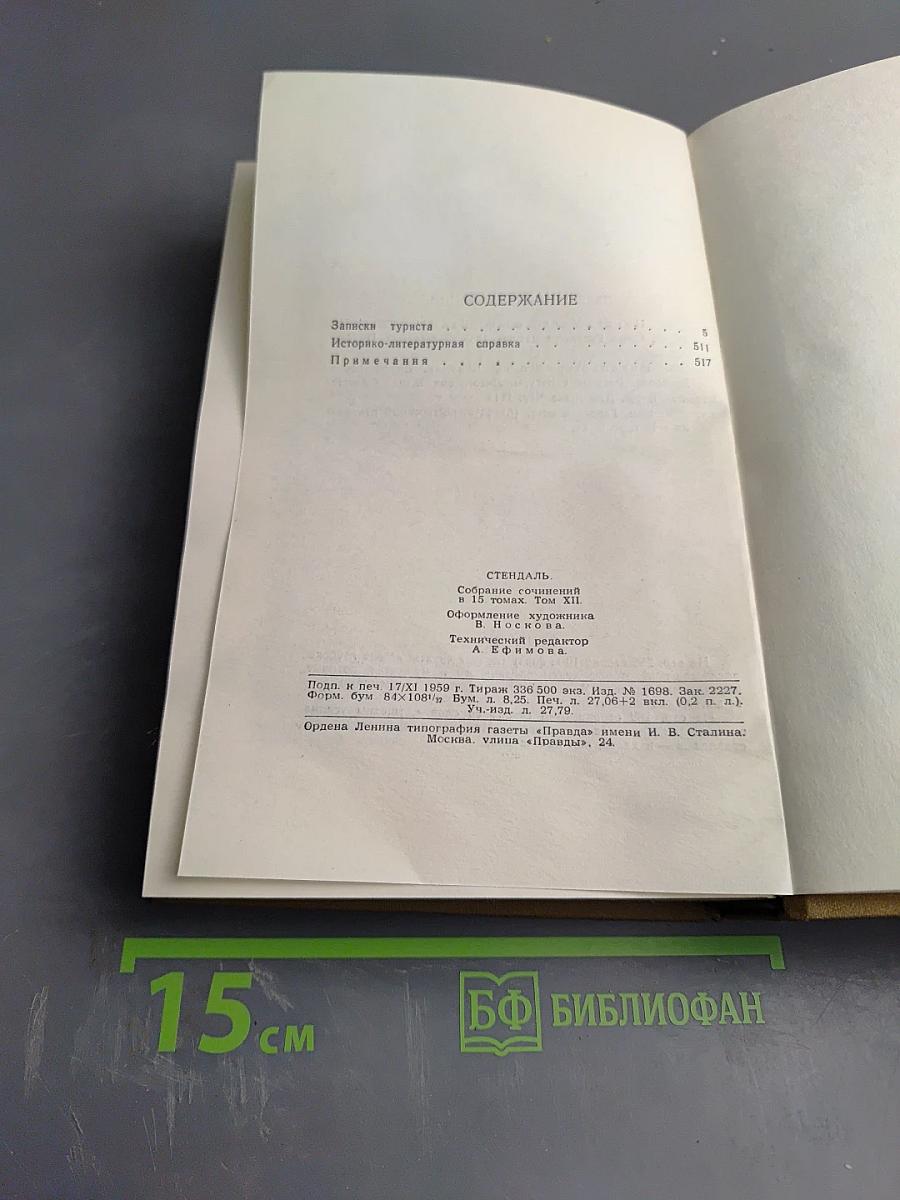 СОДЕРЖАНИЕ
Записки туриста . . . . . . . . . . . . . . . . 5
Историко-литературная справка . . . . . . . . . . 511
Примечания . . . . . . . . . . . . . . . . 517
СТЕНДАЛЬ.
Собрание сочинений
в 15 томах. Том XII.
Оформление художника
В. Носкова.
Технический редактор
А. Ефимова.
Подп. к печ. 17/XI 1959 г. Тираж 336 500 экз. Изд. № 1698. Зак. 2227.
Форм. бум 84×108¹/₃₂ Бум. л. 8,25. Печ. л. 27,06+2 вкл. (0,2 п. л.).
Уч.-изд. л. 27,79.
Ордена Ленина типография газеты «Правда» имени И. В. Сталина.
Москва, улица «Правды», 24.
15 см
БФ БИБЛИОФАН